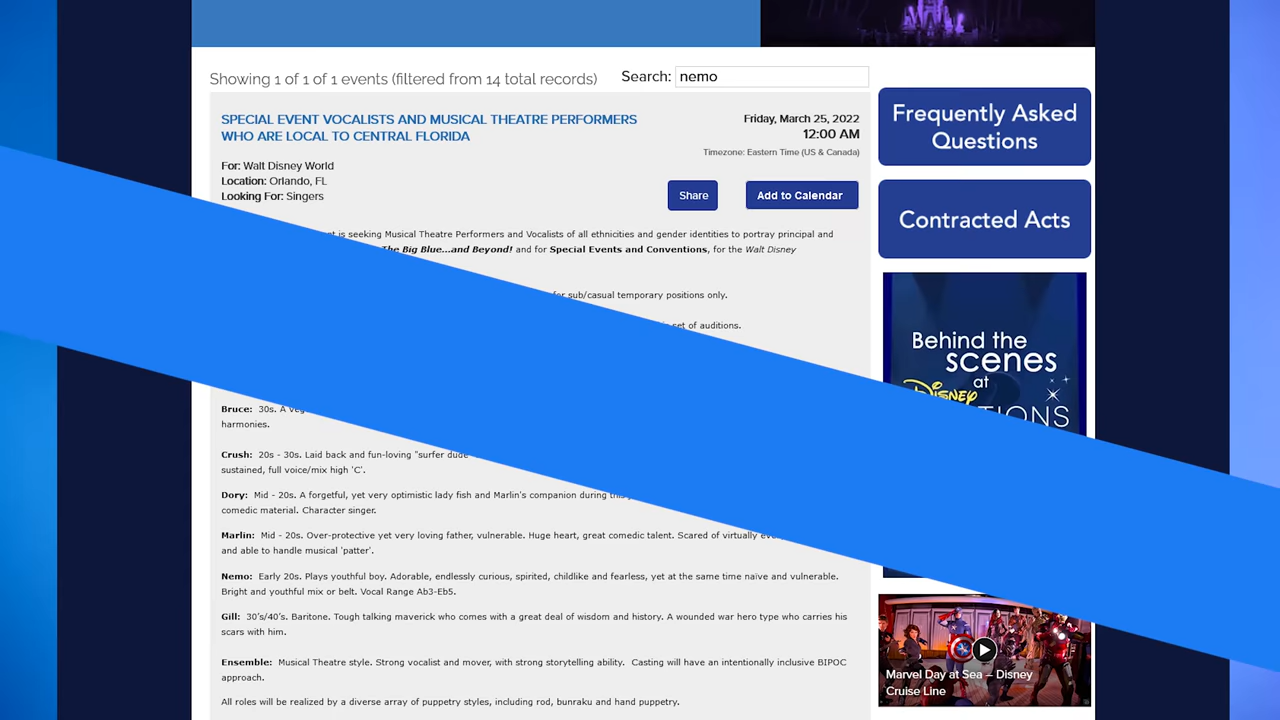 Showing 1 of 1 of 1 events (filtered from 14 total records)
Search: nemo
SPECIAL EVENT VOCALISTS AND MUSICAL THEATRE PERFORMERS
WHO ARE LOCAL TO CENTRAL FLORIDA
Friday, March 25, 2022
12:00 AM
Timezone: Eastern Time (US & Canada)
For: Walt Disney World
Location: Orlando, FL
Looking For: Singers
Share
Add to Calendar
is seeking Musical Theatre Performers and Vocalists of all ethnicities and gender identities to portray principal and
The Big Blue...and Beyond! and for Special Events and Conventions, for the Walt Disney
for sub/casual temporary positions only.
set of auditions.
Bruce: 30s. A
harmonies.
Crush: 20s - 30s. Laid back and fun-loving "surfer dude"
sustained, full voice/mix high 'C'.
Dory: Mid - 20s. A forgetful, yet very optimistic lady fish and Marlin's companion during this
comedic material. Character singer.
Marlin: Mid - 20s. Over-protective yet very loving father, vulnerable. Huge heart, great comedic talent. Scared of virtually
and able to handle musical 'patter'.
Nemo: Early 20s. Plays youthful boy. Adorable, endlessly curious, spirited, childlike and fearless, yet at the same time naïve and vulnerable.
Bright and youthful mix or belt. Vocal Range Ab3-Eb5.
Gill: 30's/40's. Baritone. Tough talking maverick who comes with a great deal of wisdom and history. A wounded war hero type who carries his
scars with him.
Ensemble: Musical Theatre style. Strong vocalist and mover, with strong storytelling ability. Casting will have an intentionally inclusive BIPOC
approach.
All roles will be realized by a diverse array of puppetry styles, including rod, bunraku and hand puppetry.
Frequently Asked
Questions
Contracted Acts
Behind the
scenes
at
Disney
Marvel Day at Sea – Disney
Cruise Line